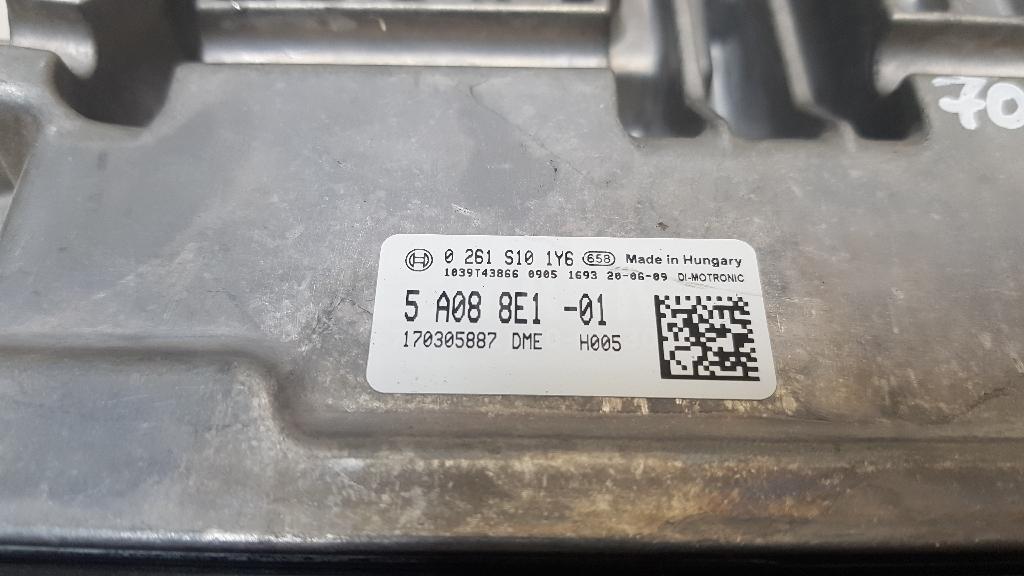 70
0 261 S10 1Y6 658 Made in Hungary
1039T43866 0905 1693 20-06-09 DI-MOTRONIC
5 A08 8E1 -01
170305887 DME H005